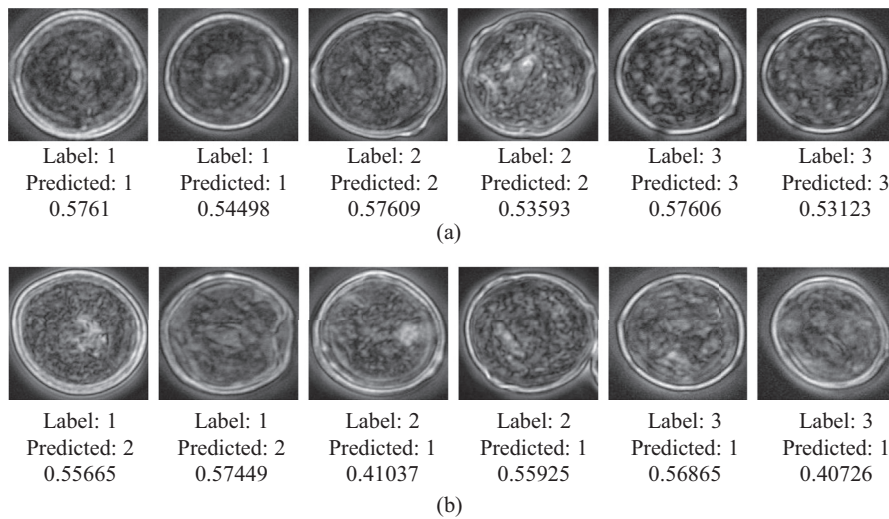 Label: 1 Label: 1 Label: 2 Label: 2 Label: 3 Label: 3
Predicted: 1 Predicted: 1 Predicted: 2 Predicted: 2 Predicted: 3 Predicted: 3
0.5761 0.54498 0.57609 0.53593 0.57606 0.53123
(a)
Label: 1 Label: 1 Label: 2 Label: 2 Label: 3 Label: 3
Predicted: 2 Predicted: 2 Predicted: 1 Predicted: 1 Predicted: 1 Predicted: 1
0.55665 0.57449 0.41037 0.55925 0.56865 0.40726
(b)